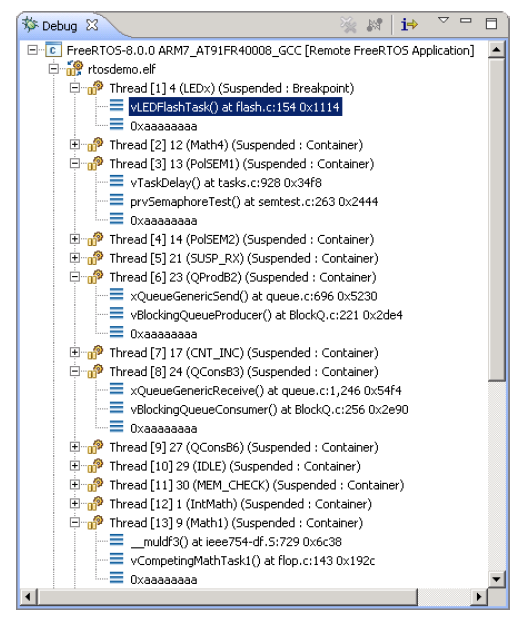 Debug
FreeRTOS-8.0.0 ARM7_AT91FR40008_GCC [Remote FreeRTOS Application]
rtosdemo.elf
Thread [1] 4 (LEDx) (Suspended : Breakpoint)
vLEDFlashTask() at flash.c:154 0x1114
0xaaaaaaaa
Thread [2] 12 (Math4) (Suspended : Container)
Thread [3] 13 (PolSEM1) (Suspended : Container)
vTaskDelay() at tasks.c:928 0x34f8
prvSemaphoreTest() at semtest.c:263 0x2444
0xaaaaaaaa
Thread [4] 14 (PolSEM2) (Suspended : Container)
Thread [5] 21 (SUSP_RX) (Suspended : Container)
Thread [6] 23 (QProdB2) (Suspended : Container)
xQueueGenericSend() at queue.c:696 0x5230
vBlockingQueueProducer() at BlockQ.c:221 0x2de4
0xaaaaaaaa
Thread [7] 17 (CNT_INC) (Suspended : Container)
Thread [8] 24 (QConsB3) (Suspended : Container)
xQueueGenericReceive() at queue.c:1,246 0x54f4
vBlockingQueueConsumer() at BlockQ.c:256 0x2e90
0xaaaaaaaa
Thread [9] 27 (QConsB6) (Suspended : Container)
Thread [10] 29 (IDLE) (Suspended : Container)
Thread [11] 30 (MEM_CHECK) (Suspended : Container)
Thread [12] 1 (IntMath) (Suspended : Container)
Thread [13] 9 (Math1) (Suspended : Container)
__muldf3() at ieee754-df.S:729 0x6c38
vCompetingMathTask1() at flop.c:143 0x192c
0xaaaaaaaa